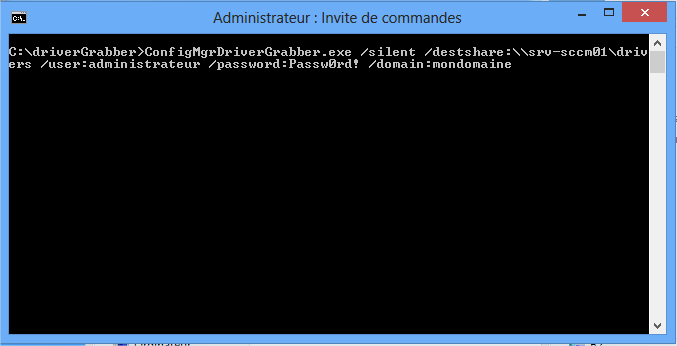 Administrateur : Invite de commandes
C:\driverGrabber>ConfigMgrDriverGrabber.exe /silent /destshare:\\srv-sccm01\driv
ers /user:administrateur /password:Passw0rd! /domain:mondomaine